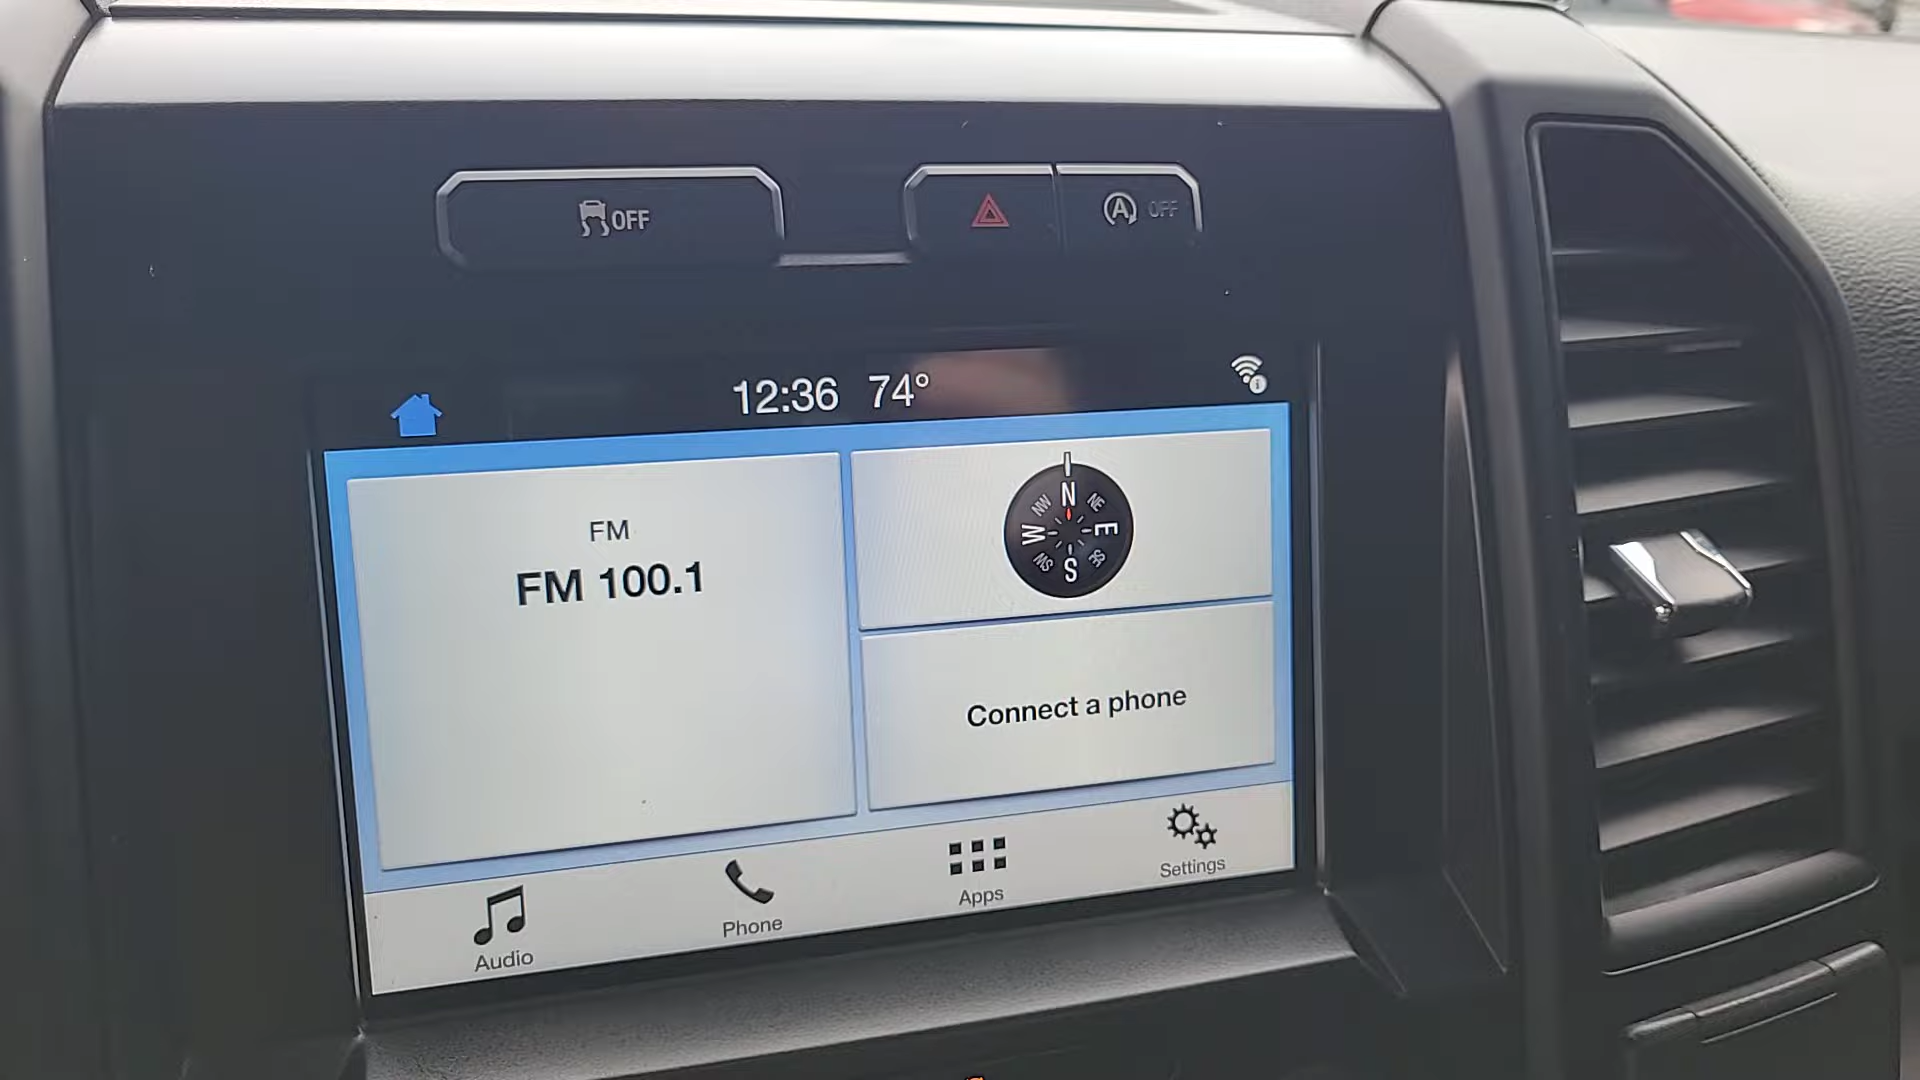 OFF
A OFF
12:36 74°
FM
FM 100.1
N
NE
E
SE
S
SW
W
NW
Connect a phone
Audio
Phone
Apps
Settings